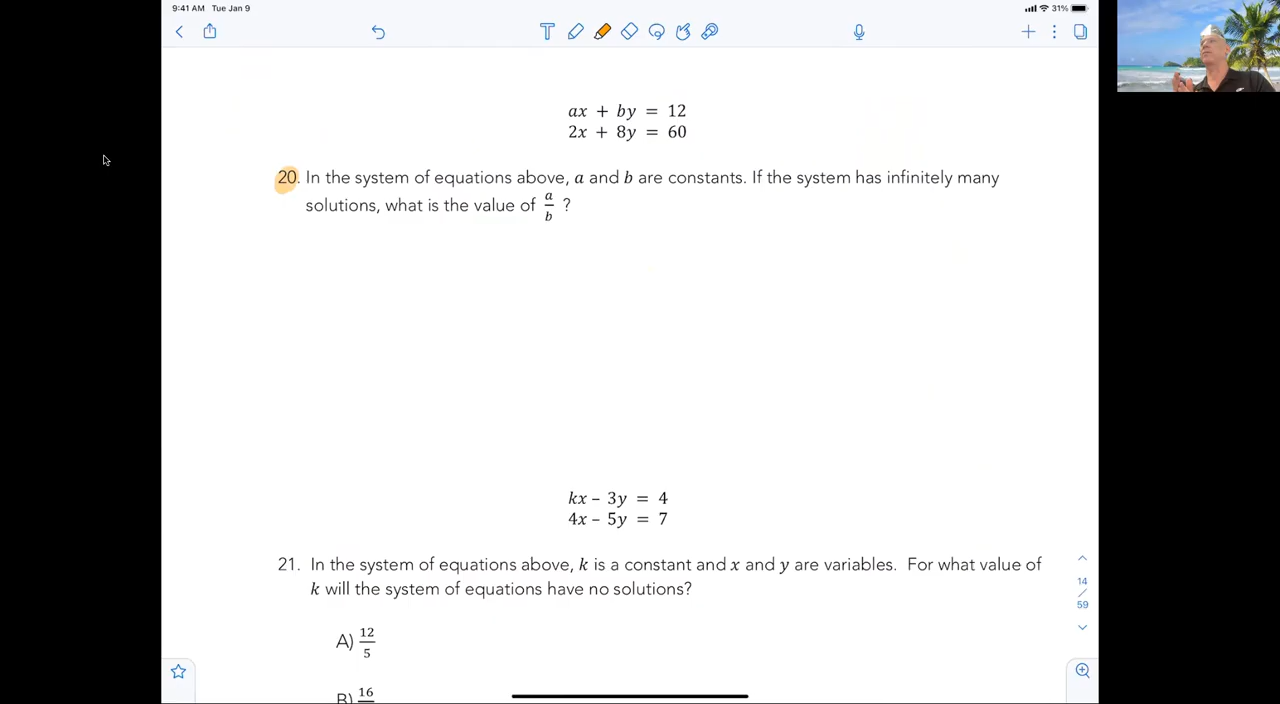 9:41 AM Tue Jan 9
31%
T
ax + by = 12
2x + 8y = 60
20. In the system of equations above, a and b are constants. If the system has infinitely many
solutions, what is the value of a/b ?
kx – 3y = 4
4x – 5y = 7
21. In the system of equations above, k is a constant and x and y are variables. For what value of
k will the system of equations have no solutions?
14
/
59
A) 12/5
B) 16